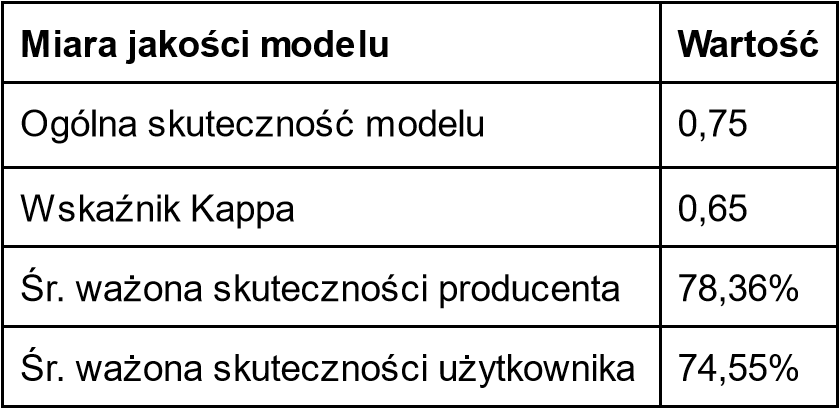 Miara jakości modelu Wartość
Ogólna skuteczność modelu 0,75
Wskaźnik Kappa 0,65
Śr. ważona skuteczności producenta 78,36%
Śr. ważona skuteczności użytkownika 74,55%